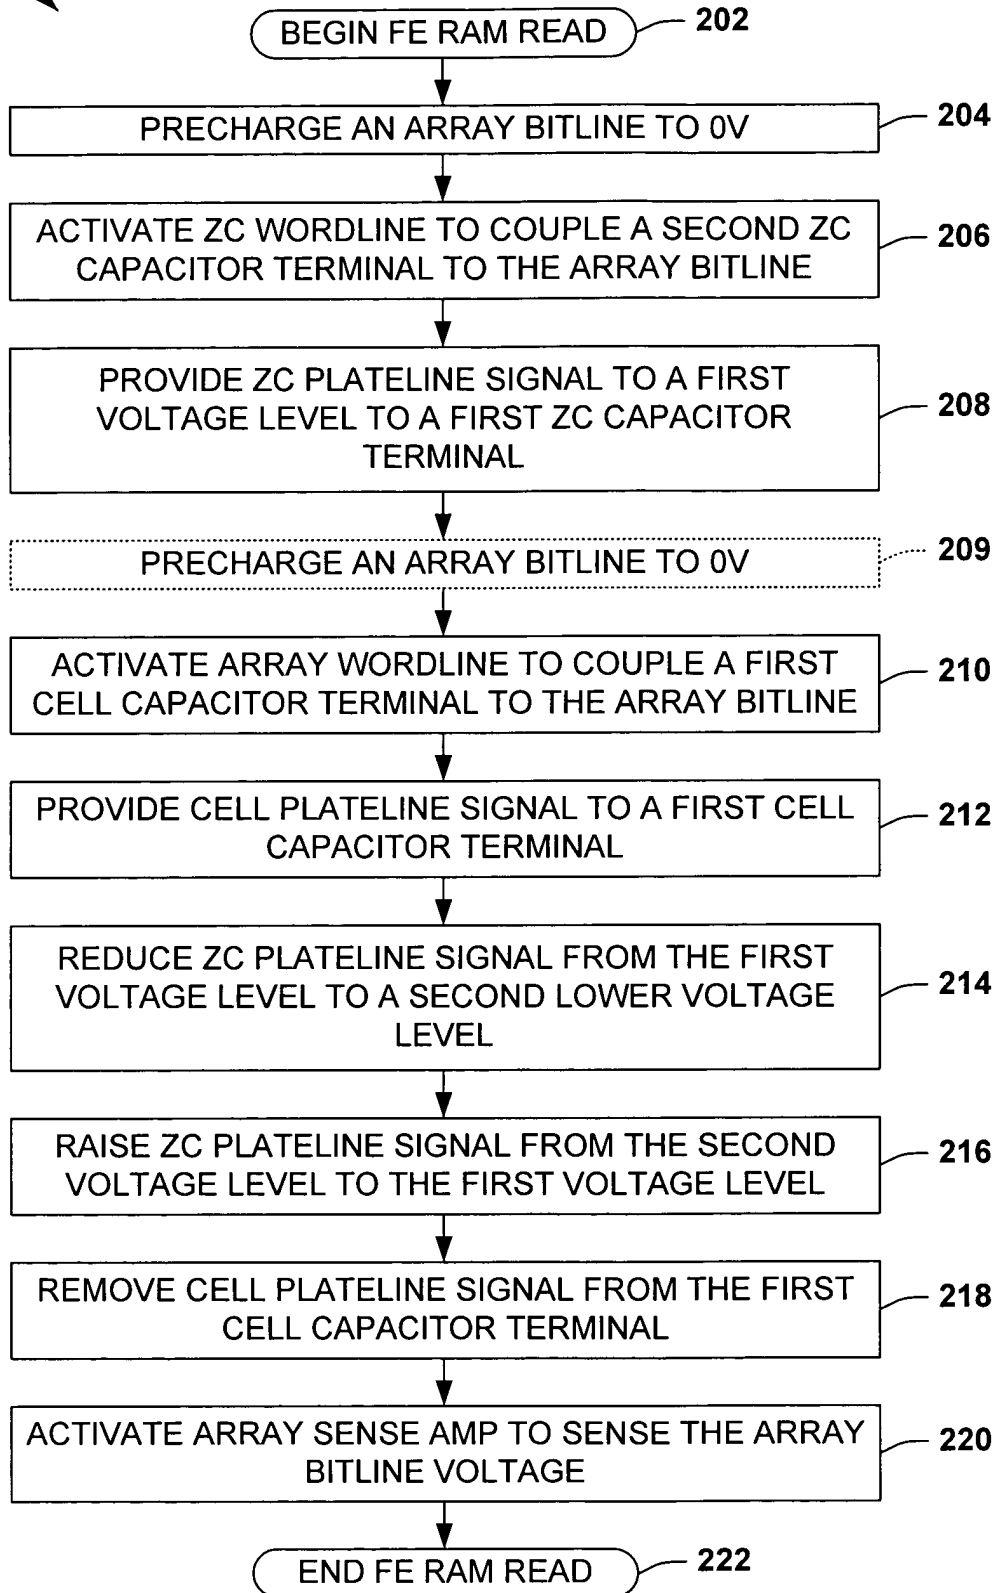 BEGIN FE RAM READ
202
PRECHARGE AN ARRAY BITLINE TO 0V
204
ACTIVATE ZC WORDLINE TO COUPLE A SECOND ZC
CAPACITOR TERMINAL TO THE ARRAY BITLINE
206
PROVIDE ZC PLATELINE SIGNAL TO A FIRST
VOLTAGE LEVEL TO A FIRST ZC CAPACITOR
TERMINAL
208
PRECHARGE AN ARRAY BITLINE TO 0V
209
ACTIVATE ARRAY WORDLINE TO COUPLE A FIRST
CELL CAPACITOR TERMINAL TO THE ARRAY BITLINE
210
PROVIDE CELL PLATELINE SIGNAL TO A FIRST CELL
CAPACITOR TERMINAL
212
REDUCE ZC PLATELINE SIGNAL FROM THE FIRST
VOLTAGE LEVEL TO A SECOND LOWER VOLTAGE
LEVEL
214
RAISE ZC PLATELINE SIGNAL FROM THE SECOND
VOLTAGE LEVEL TO THE FIRST VOLTAGE LEVEL
216
REMOVE CELL PLATELINE SIGNAL FROM THE FIRST
CELL CAPACITOR TERMINAL
218
ACTIVATE ARRAY SENSE AMP TO SENSE THE ARRAY
BITLINE VOLTAGE
220
END FE RAM READ
222